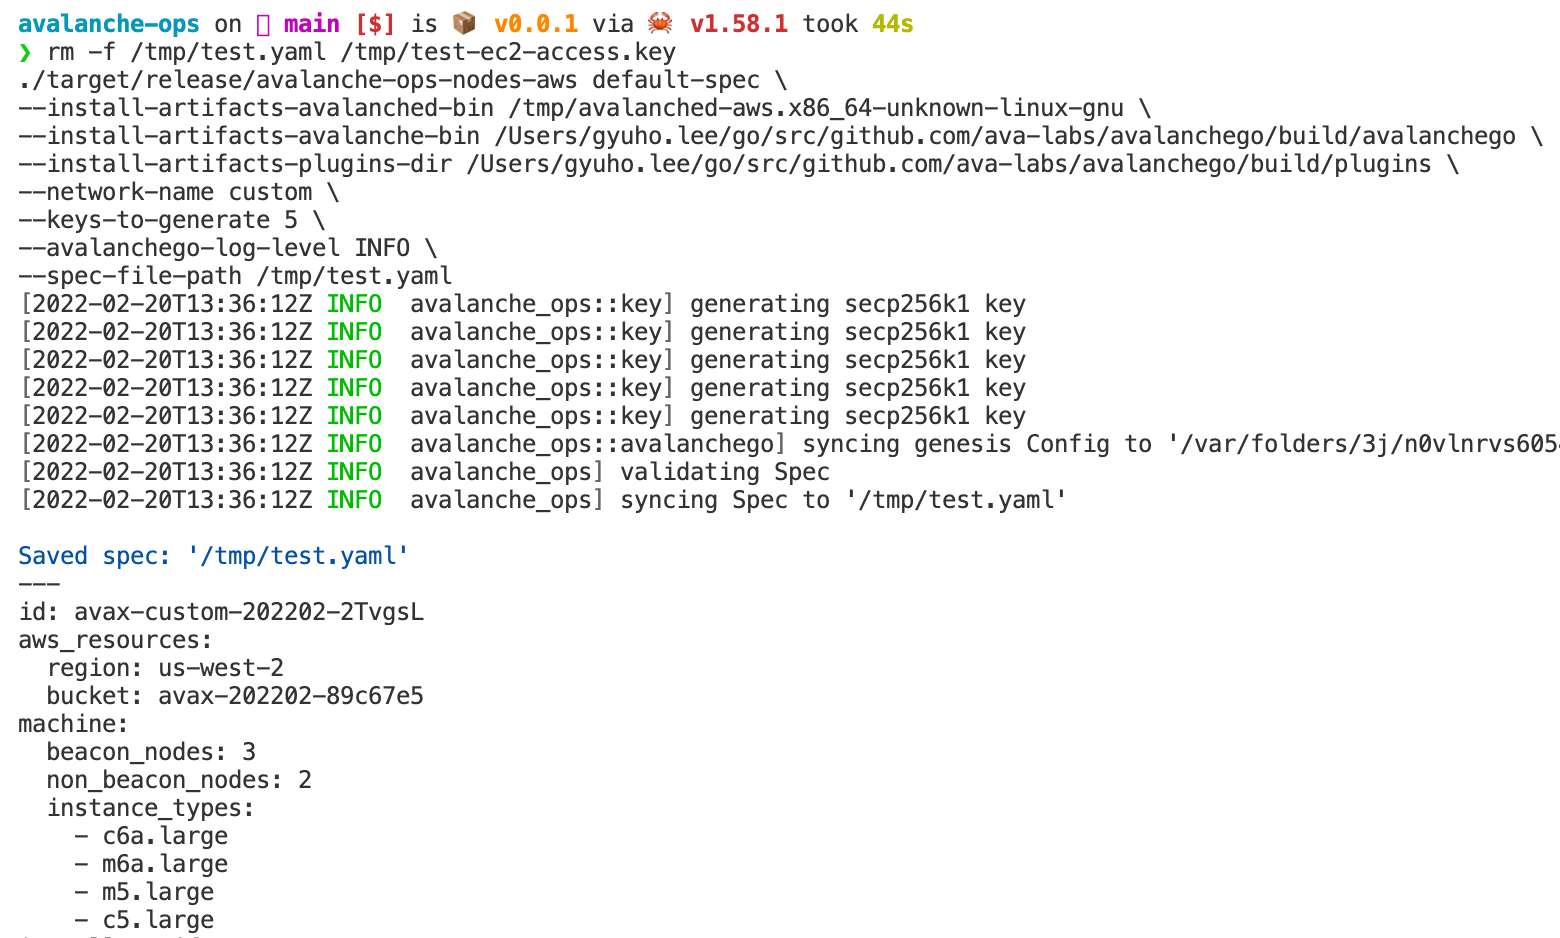 avalanche-ops on main [$] is 📦 v0.0.1 via 🦀 v1.58.1 took 44s
❯ rm -f /tmp/test.yaml /tmp/test-ec2-access.key
./target/release/avalanche-ops-nodes-aws default-spec \
--install-artifacts-avalanched-bin /tmp/avalanched-aws.x86_64-unknown-linux-gnu \
--install-artifacts-avalanche-bin /Users/gyuho.lee/go/src/github.com/ava-labs/avalanchego/build/avalanchego \
--install-artifacts-plugins-dir /Users/gyuho.lee/go/src/github.com/ava-labs/avalanchego/build/plugins \
--network-name custom \
--keys-to-generate 5 \
--avalanchego-log-level INFO \
--spec-file-path /tmp/test.yaml
[2022-02-20T13:36:12Z INFO  avalanche_ops::key] generating secp256k1 key
[2022-02-20T13:36:12Z INFO  avalanche_ops::key] generating secp256k1 key
[2022-02-20T13:36:12Z INFO  avalanche_ops::key] generating secp256k1 key
[2022-02-20T13:36:12Z INFO  avalanche_ops::key] generating secp256k1 key
[2022-02-20T13:36:12Z INFO  avalanche_ops::key] generating secp256k1 key
[2022-02-20T13:36:12Z INFO  avalanche_ops::avalanchego] syncing genesis Config to '/var/folders/3j/n0vlnrvs605
[2022-02-20T13:36:12Z INFO  avalanche_ops] validating Spec
[2022-02-20T13:36:12Z INFO  avalanche_ops] syncing Spec to '/tmp/test.yaml'

Saved spec: '/tmp/test.yaml'
---
id: avax-custom-202202-2TvgsL
aws_resources:
  region: us-west-2
  bucket: avax-202202-89c67e5
machine:
  beacon_nodes: 3
  non_beacon_nodes: 2
  instance_types:
    - c6a.large
    - m6a.large
    - m5.large
    - c5.large